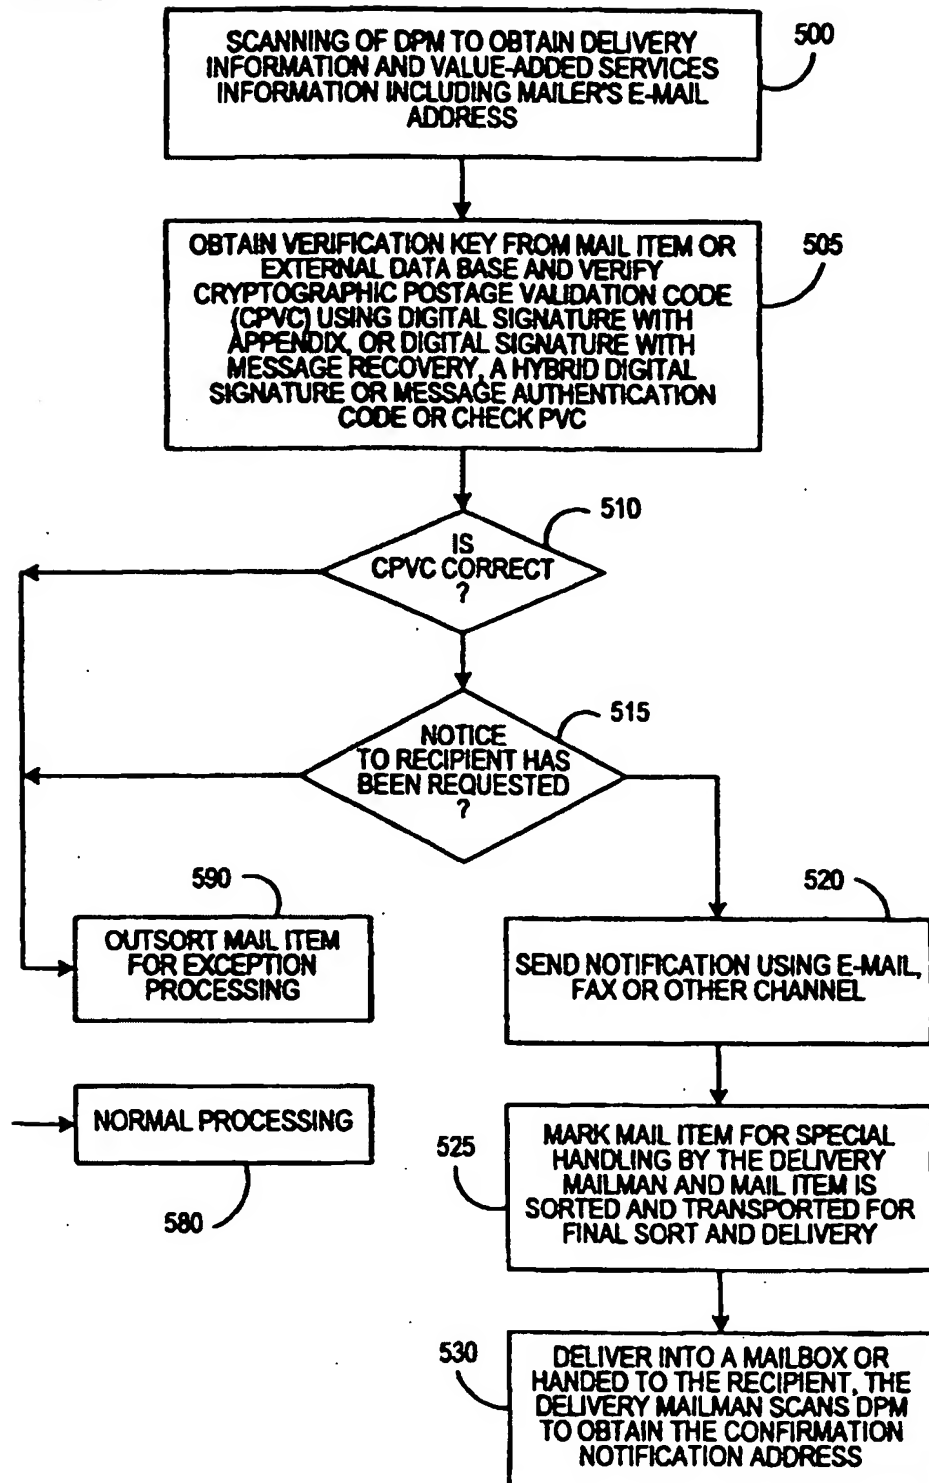 SCANNING OF DPM TO OBTAIN DELIVERY
INFORMATION AND VALUE-ADDED SERVICES
INFORMATION INCLUDING MAILER'S E-MAIL
ADDRESS
500
OBTAIN VERIFICATION KEY FROM MAIL ITEM OR
EXTERNAL DATA BASE AND VERIFY
CRYPTOGRAPHIC POSTAGE VALIDATION CODE
(CPVC) USING DIGITAL SIGNATURE WITH
APPENDIX, OR DIGITAL SIGNATURE WITH
MESSAGE RECOVERY, A HYBRID DIGITAL
SIGNATURE OR MESSAGE AUTHENTICATION
CODE OR CHECK PVC
505
IS
CPVC CORRECT
?
510
NOTICE
TO RECIPIENT HAS
BEEN REQUESTED
?
515
590
OUTSORT MAIL ITEM
FOR EXCEPTION
PROCESSING
520
SEND NOTIFICATION USING E-MAIL,
FAX OR OTHER CHANNEL
NORMAL PROCESSING
580
525
MARK MAIL ITEM FOR SPECIAL
HANDLING BY THE DELIVERY
MAILMAN AND MAIL ITEM IS
SORTED AND TRANSPORTED FOR
FINAL SORT AND DELIVERY
530
DELIVER INTO A MAILBOX OR
HANDED TO THE RECIPIENT, THE
DELIVERY MAILMAN SCANS DPM
TO OBTAIN THE CONFIRMATION
NOTIFICATION ADDRESS